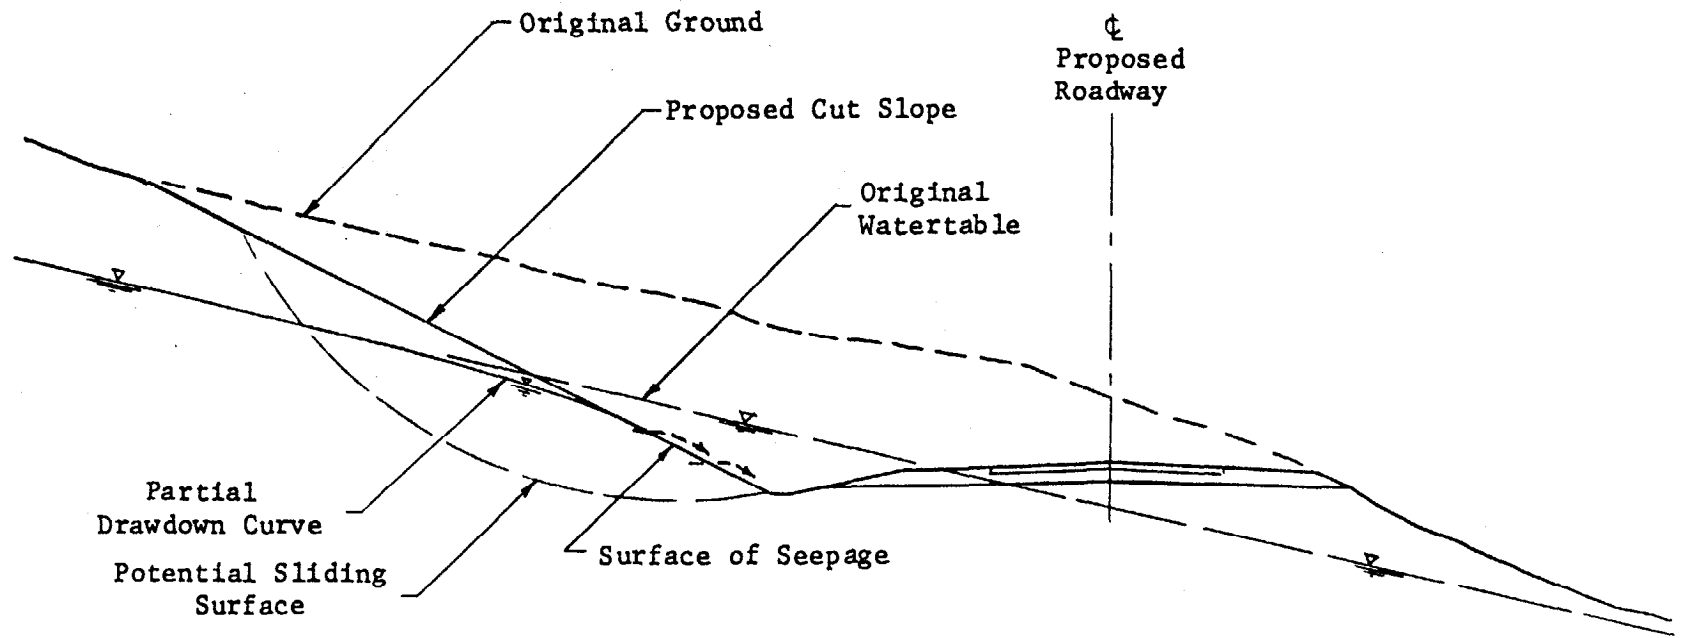 Original Ground
℄
Proposed
Roadway
Proposed Cut Slope
Original
Watertable
Partial
Drawdown Curve
Surface of Seepage
Potential Sliding
Surface